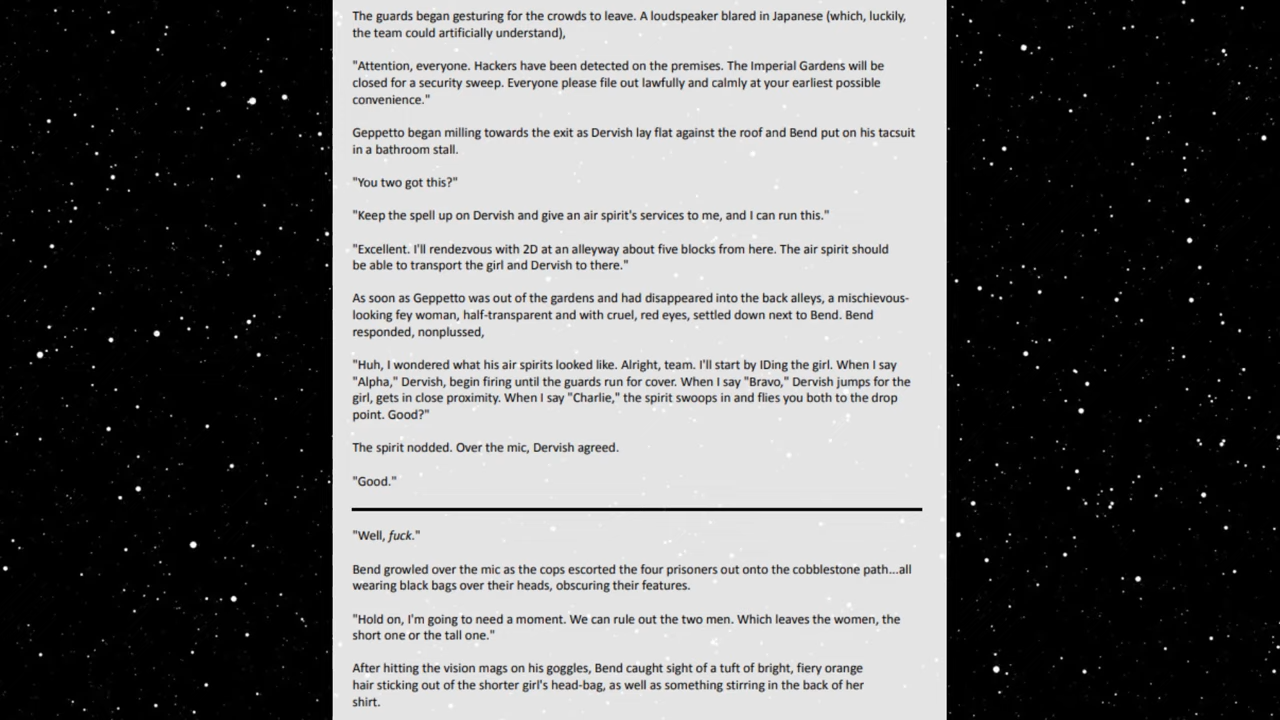 The guards began gesturing for the crowds to leave. A loudspeaker blared in Japanese (which, luckily,
the team could artificially understand),
"Attention, everyone. Hackers have been detected on the premises. The Imperial Gardens will be
closed for a security sweep. Everyone please file out lawfully and calmly at your earliest possible
convenience."
Geppetto began milling towards the exit as Dervish lay flat against the roof and Bend put on his tacsuit
in a bathroom stall.
"You two got this?"
"Keep the spell up on Dervish and give an air spirit's services to me, and I can run this."
"Excellent. I'll rendezvous with 2D at an alleyway about five blocks from here. The air spirit should
be able to transport the girl and Dervish to there."
As soon as Geppetto was out of the gardens and had disappeared into the back alleys, a mischievous-
looking fey woman, half-transparent and with cruel, red eyes, settled down next to Bend. Bend
responded, nonplussed,
"Huh, I wondered what his air spirits looked like. Alright, team. I'll start by IDing the girl. When I say
"Alpha," Dervish, begin firing until the guards run for cover. When I say "Bravo," Dervish jumps for the
girl, gets in close proximity. When I say "Charlie," the spirit swoops in and flies you both to the drop
point. Good?"
The spirit nodded. Over the mic, Dervish agreed.
"Good."
"Well, fuck."
Bend growled over the mic as the cops escorted the four prisoners out onto the cobblestone path...all
wearing black bags over their heads, obscuring their features.
"Hold on, I'm going to need a moment. We can rule out the two men. Which leaves the women, the
short one or the tall one."
After hitting the vision mags on his goggles, Bend caught sight of a tuft of bright, fiery orange
hair sticking out of the shorter girl's head-bag, as well as something stirring in the back of her
shirt.